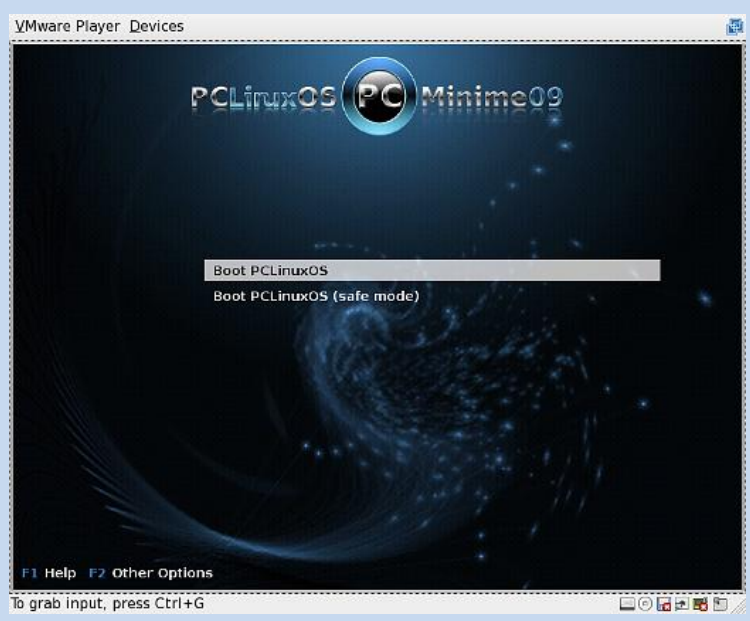 VMware Player Devices
PCLinuxOS PC Minime09
Boot PCLinuxOS
Boot PCLinuxOS (safe mode)
F1 Help F2 Other Options
To grab input, press Ctrl+G